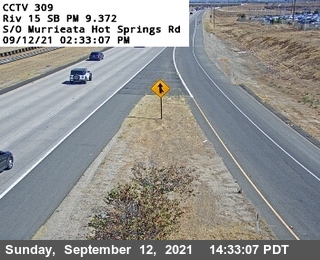 CCTV 309
Riv 15 SB PM 9.372
S/O Murrieata Hot Springs Rd
09/12/21 02:33:07 PM
Sunday, September 12, 2021 14:33:07 PDT